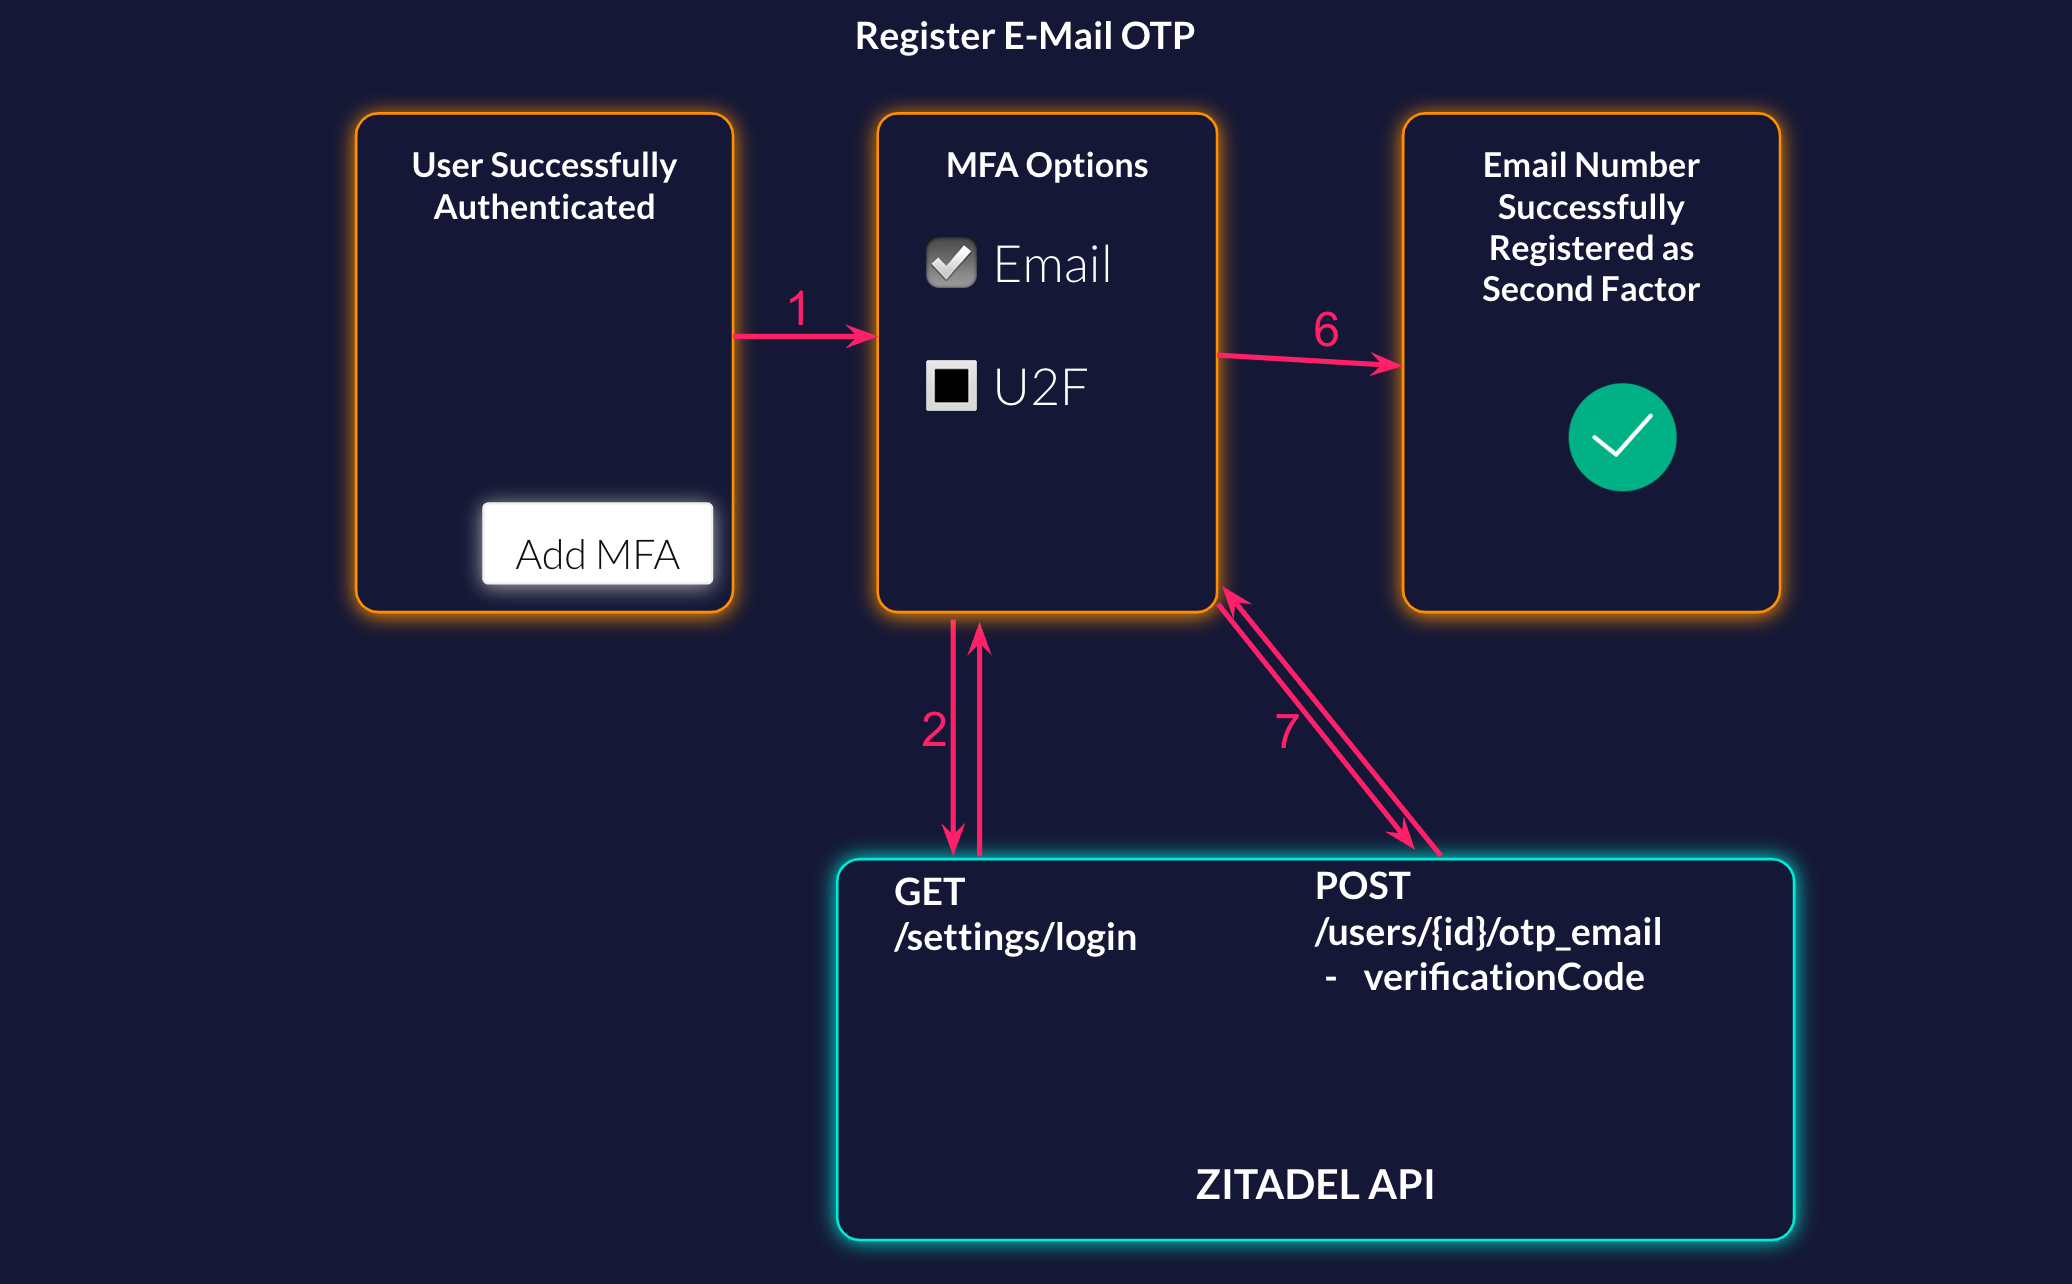 Register E-Mail OTP
User Successfully
Authenticated
Add MFA
1
MFA Options
Email
U2F
6
Email Number
Successfully
Registered as
Second Factor
2
7
GET
/settings/login
POST
/users/{id}/otp_email
- verificationCode
ZITADEL API